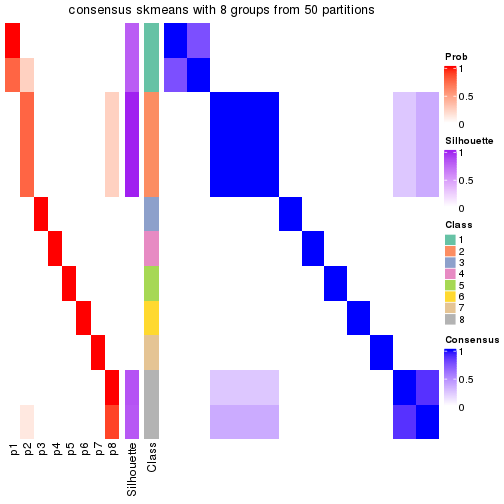 consensus skmeans with 8 groups from 50 partitions
Prob
1
0.5
0
Silhouette
1
0.5
0
Class
1
2
3
4
5
6
7
8
Consensus
1
0.5
0
p1
p2
p3
p4
p5
p6
p7
p8
Silhouette
Class